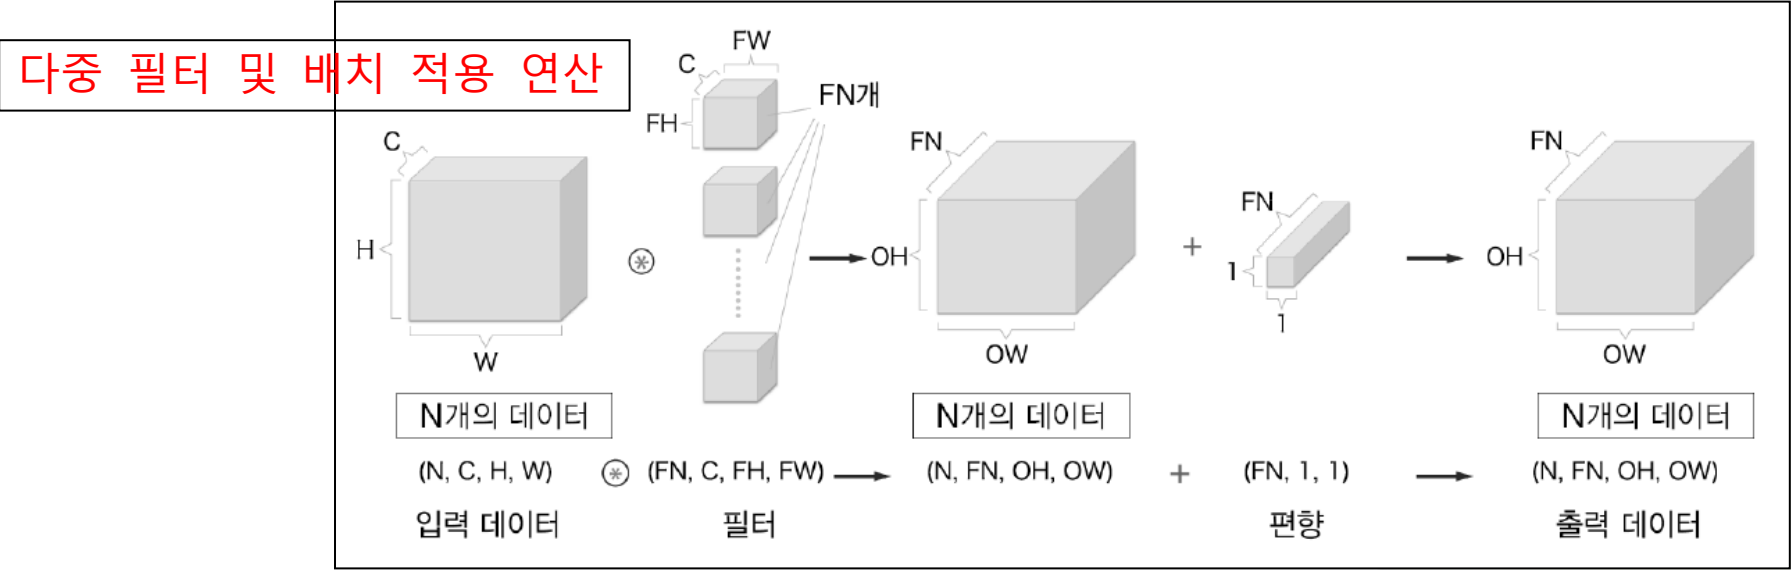 다중 필터 및 배치 적용 연산
FW
C
FN개
FH
C
H
W
FN
OH
OW
+
FN
1
1
FN
OH
OW
N개의 데이터
N개의 데이터
N개의 데이터
(N, C, H, W) ⊛ (FN, C, FH, FW) → (N, FN, OH, OW) + (FN, 1, 1) → (N, FN, OH, OW)
입력 데이터 필터 편향 출력 데이터